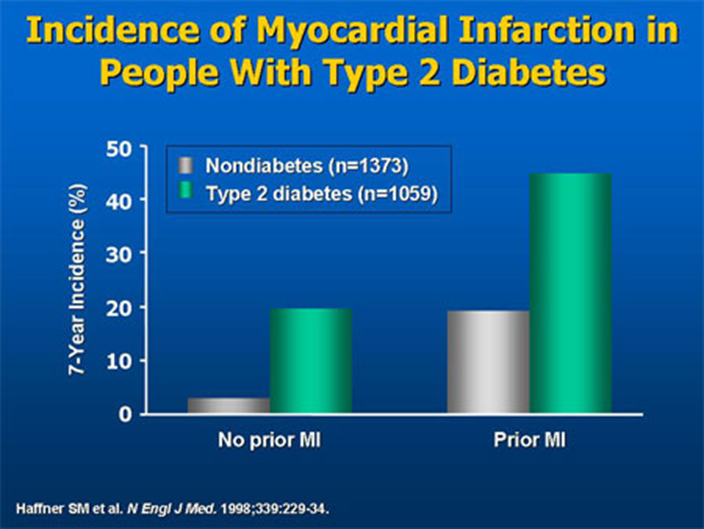 Incidence of Myocardial Infarction in
People With Type 2 Diabetes
7-Year Incidence (%)
50
40
30
20
10
0
Nondiabetes (n=1373)
Type 2 diabetes (n=1059)
No prior MI
Prior MI
Haffner SM et al. N Engl J Med. 1998;339:229-34.